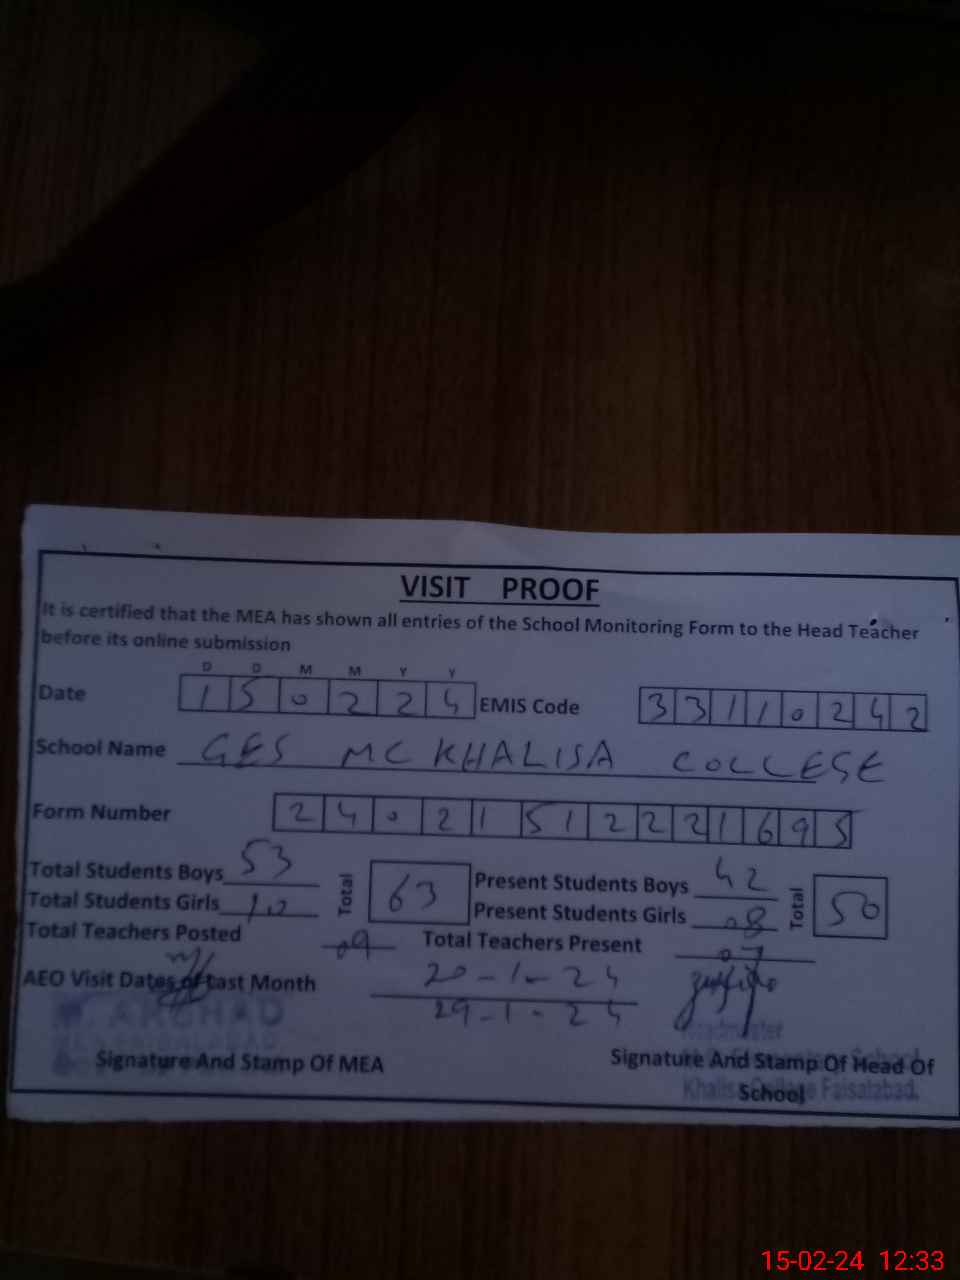 VISIT PROOF
It is certified that the MEA has shown all entries of the School Monitoring Form to the Head Teacher
before its online submission
D D M M Y Y
Date 1 5 0 2 2 4 EMIS Code 3 3 1 1 0 2 4 2
School Name GES MC KHALISA COLLEGE
Form Number 2 4 0 2 1 5 1 2 2 2 1 6 9 5
Total Students Boys 53 Total 63 Present Students Boys 42 Total 50
Total Students Girls 10 Present Students Girls 08
Total Teachers Posted 09 Total Teachers Present 07
AEO Visit Dates of Last Month 20-1-24
29-1-24
ARSHAD
Signature And Stamp Of MEA Signature And Stamp Of Head Of
School
Faisalabad.
15-02-24 12:33